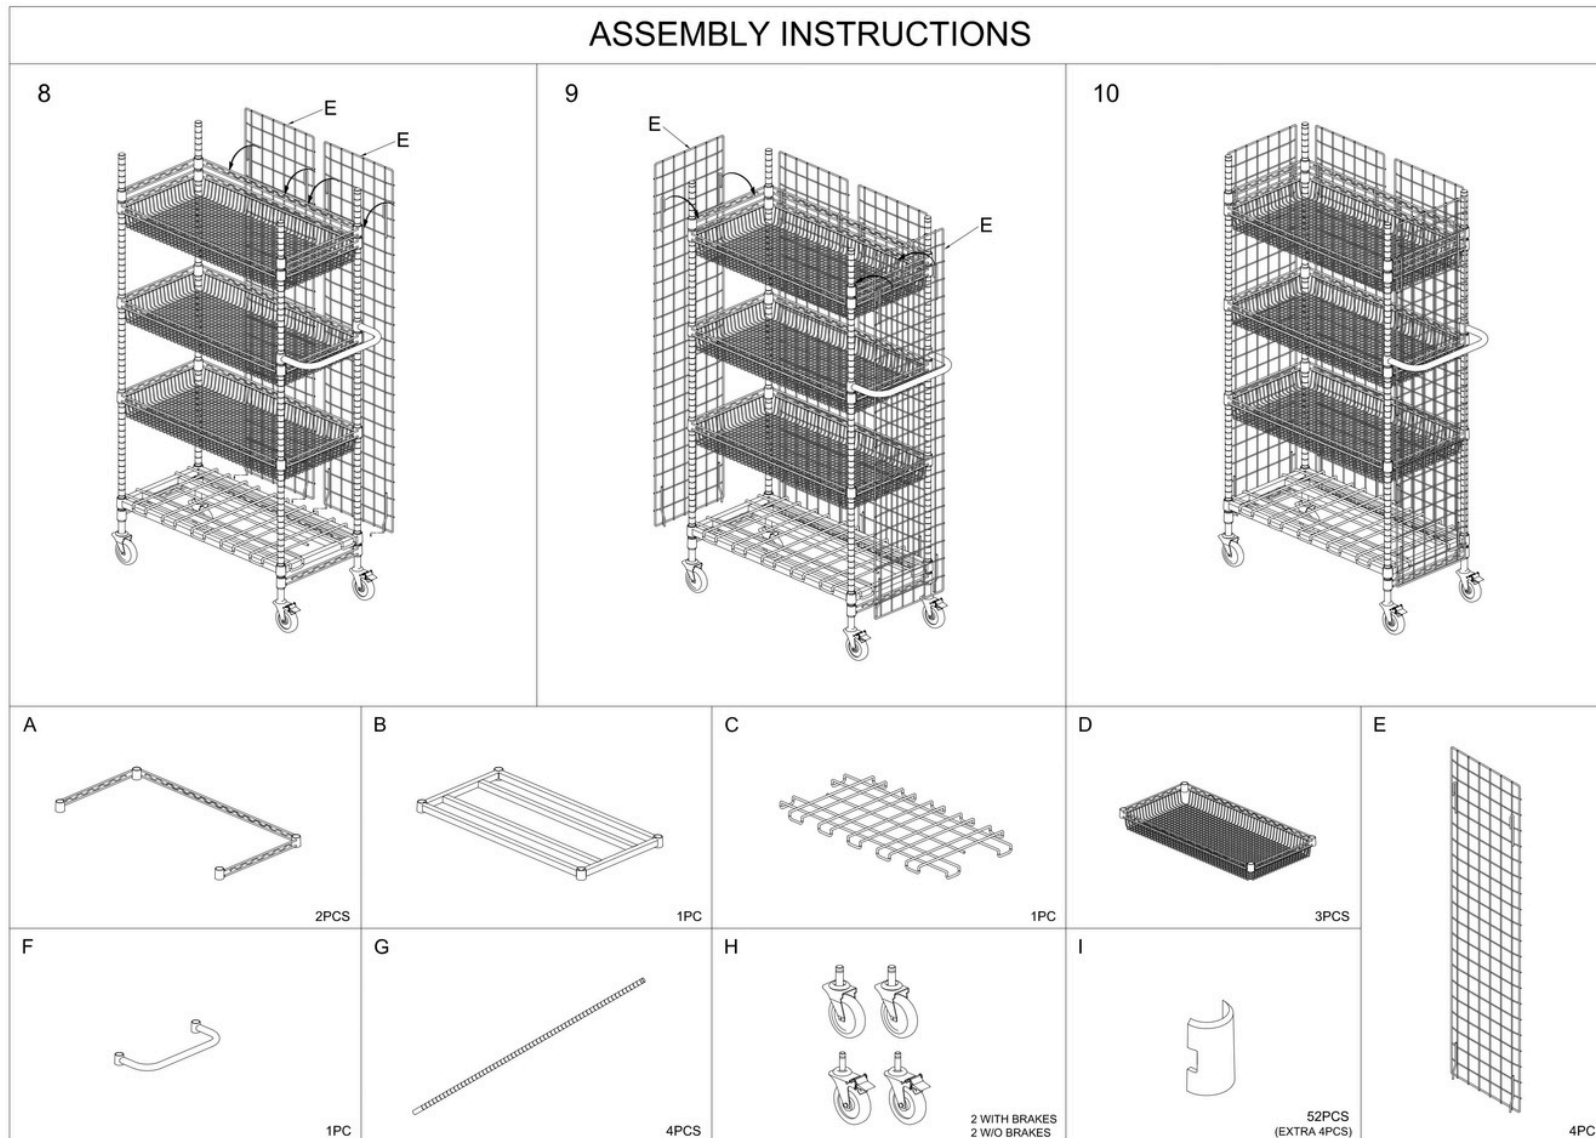 ASSEMBLY INSTRUCTIONS
8
E
E
9
E
E
10
A
2PCS
B
1PC
C
1PC
D
3PCS
E
4PC
F
1PC
G
4PCS
H
2 WITH BRAKES
2 W/O BRAKES
I
52PCS
(EXTRA 4PCS)